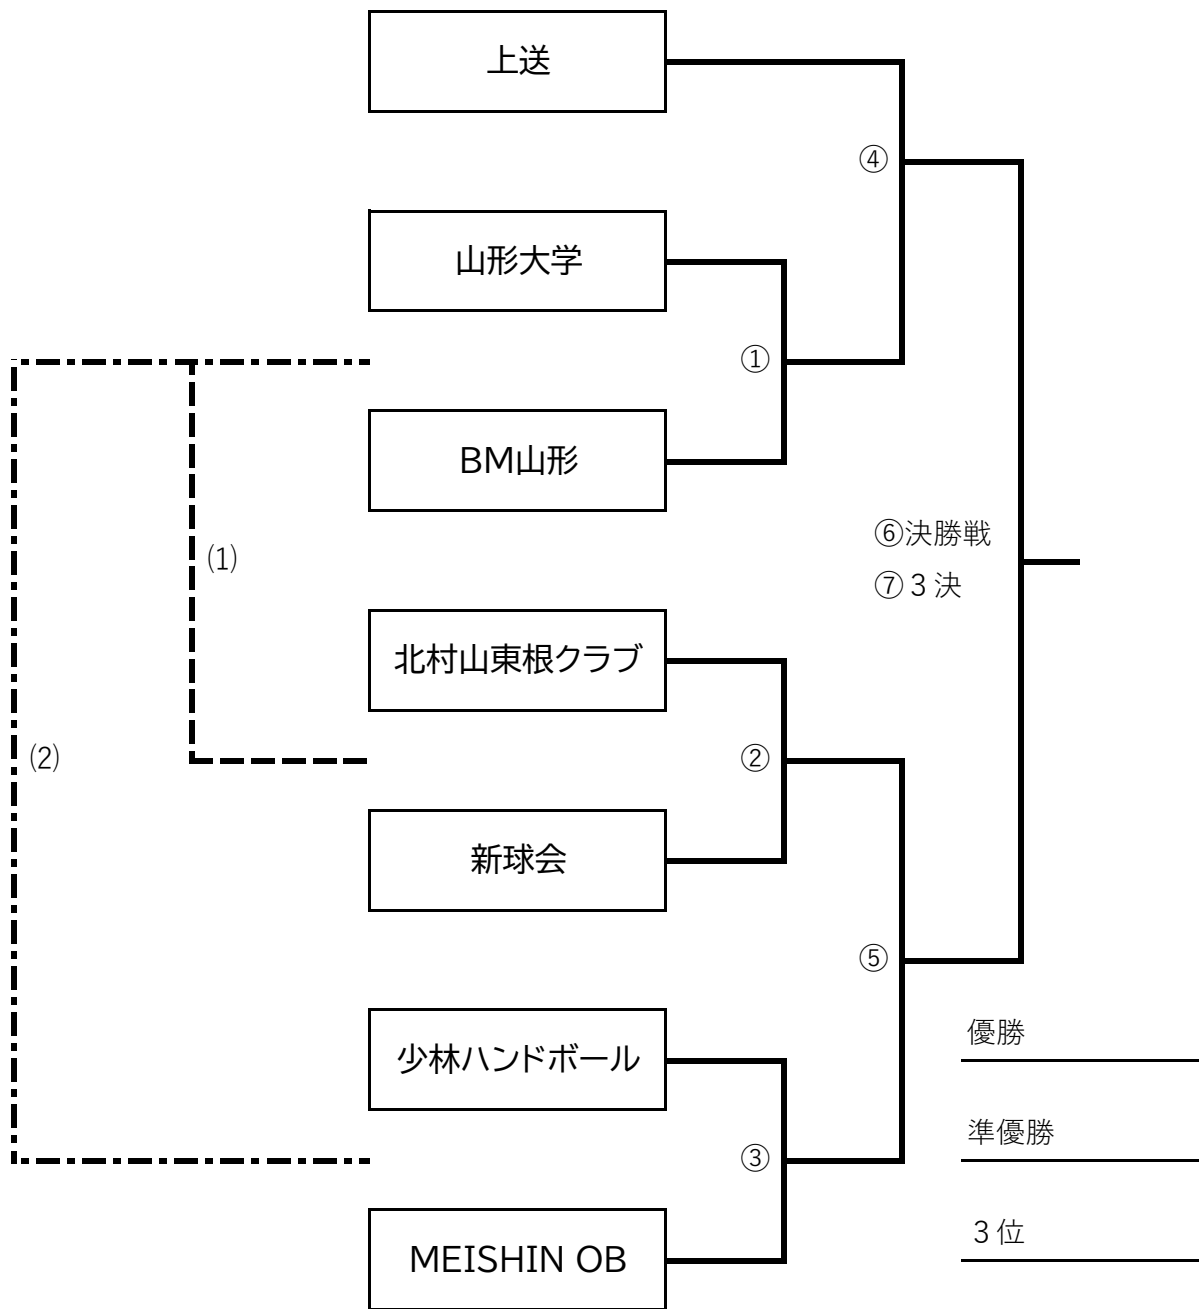 上送
④
山形大学
①
BM山形
⑥決勝戦
⑴
⑦３決
北村山東根クラブ
⑵
②
新球会
⑤
優勝
少林ハンドボール
準優勝
③
３位
MEISHIN OB